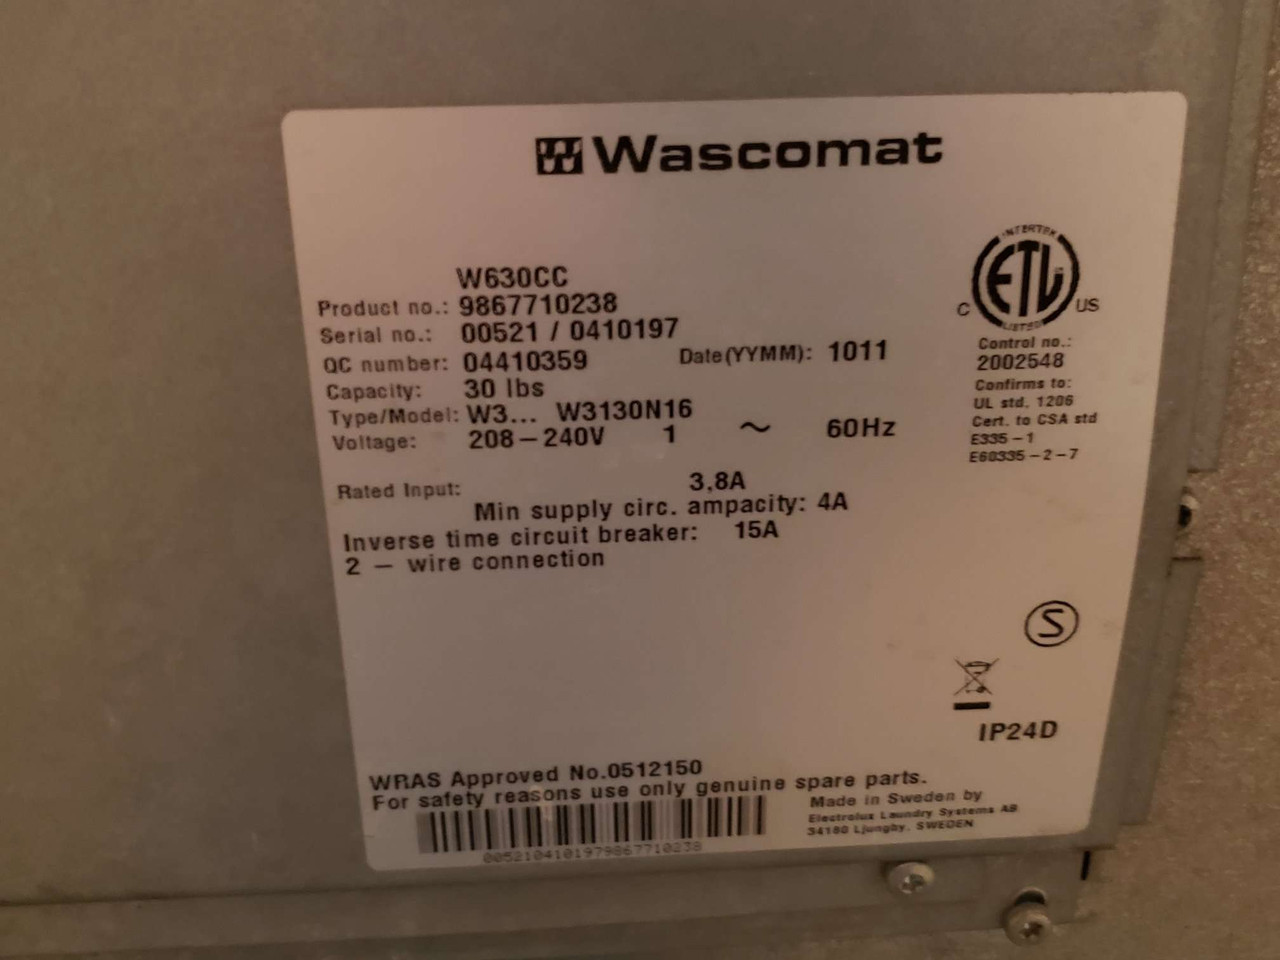 Wascomat
W630CC
Product no.: 9867710238
Serial no.: 00521 / 0410197
QC number: 04410359 Date(YYMM): 1011
Capacity: 30 lbs
Type/Model: W3... W3130N16
Voltage: 208-240V 1 ~ 60Hz
Rated Input: 3,8A
Min supply circ. ampacity: 4A
Inverse time circuit breaker: 15A
2 - wire connection
INTERTEK
ETL
C US
LISTED
Control no.:
2002548
Confirms to:
UL std. 1206
Cert. to CSA std
E335-1
E60335-2-7
S
IP24D
WRAS Approved No.0512150
For safety reasons use only genuine spare parts.
Made in Sweden by
Electrolux Laundry Systems AB
34180 Ljungby, SWEDEN
0052104101979867710238